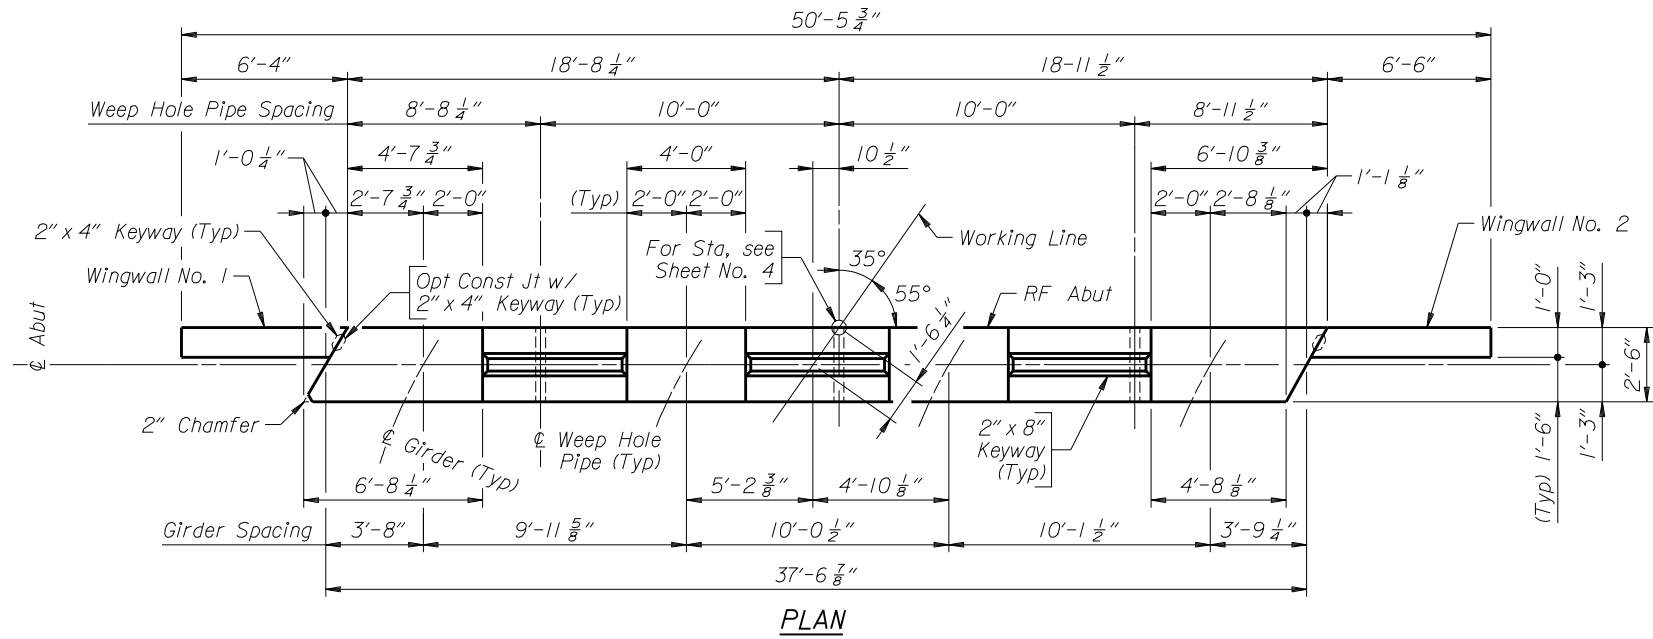 50'-5 3/4"
6'-4"
18'-8 1/4"
18-11 1/2"
6'-6"
Weep Hole Pipe Spacing
8'-8 1/4"
10'-0"
10'-0"
8'-11 1/2"
1'-0 1/4"
4'-7 3/4"
4'-0"
10 1/2"
6'-10 3/8"
1'-1 1/8"
2'-7 3/4"
2'-0"
(Typ)
2'-0"
2'-0"
2'-0"
2'-8 1/8"
2" x 4" Keyway (Typ)
Wingwall No. 1
Opt Const Jt w/
2" x 4" Keyway (Typ)
For Sta, see
Sheet No. 4
35°
55°
Working Line
RF Abut
Wingwall No. 2
1'-6 1/4"
1'-0"
1'-3"
2'-6"
(Typ) 1'-6"
1'-3"
℄ Abut
2" Chamfer
℄ Girder (Typ)
℄ Weep Hole
Pipe (Typ)
2" x 8"
Keyway
(Typ)
6'-8 1/4"
5'-2 3/8"
4'-10 1/8"
4'-8 1/8"
Girder Spacing
3'-8"
9'-11 5/8"
10'-0 1/2"
10'-1 1/2"
3'-9 1/4"
37'-6 7/8"
PLAN